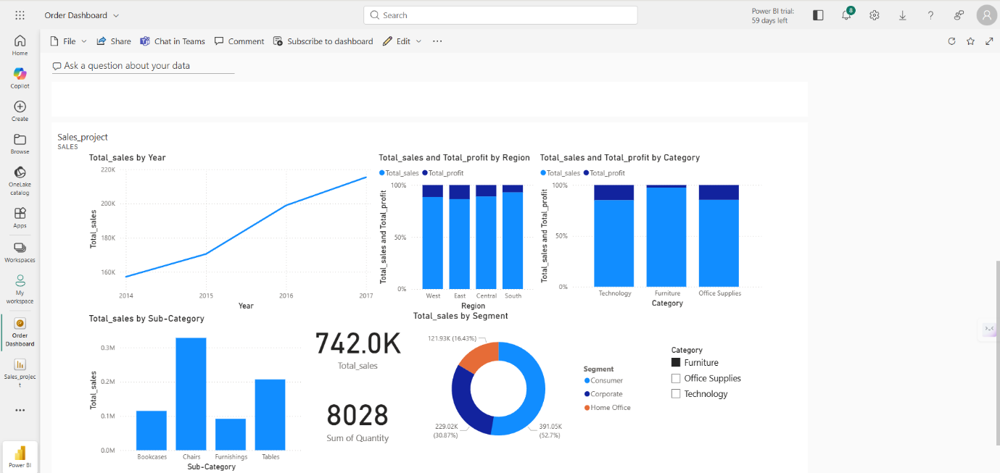 Order Dashboard
Search
Power BI trial:
59 days left
8
File
Share
Chat in Teams
Comment
Subscribe to dashboard
Edit
Home
Copilot
Create
Browse
OneLake
catalog
Apps
Workspaces
My
workspace
Order
Dashboard
Sales_projec
t
Power BI
Ask a question about your data
Sales_project
SALES
Total_sales by Year
220K
200K
180K
160K
Total_sales
2014 2015 2016 2017
Year
Total_sales and Total_profit by Region
Total_sales Total_profit
100%
50%
0%
Total_sales and Total_profit
West East Central South
Region
Total_sales and Total_profit by Category
Total_sales Total_profit
100%
50%
0%
Total_sales and Total_profit
Technology Furniture Office Supplies
Category
Total_sales by Sub-Category
0.3M
0.2M
0.1M
0.0M
Total_sales
Bookcases Chairs Furnishings Tables
Sub-Category
742.0K
Total_sales
8028
Sum of Quantity
Total_sales by Segment
121.93K (16.43%)
229.02K
(30.87%)
391.05K
(52.7%)
Segment
Consumer
Corporate
Home Office
Category
Furniture
Office Supplies
Technology